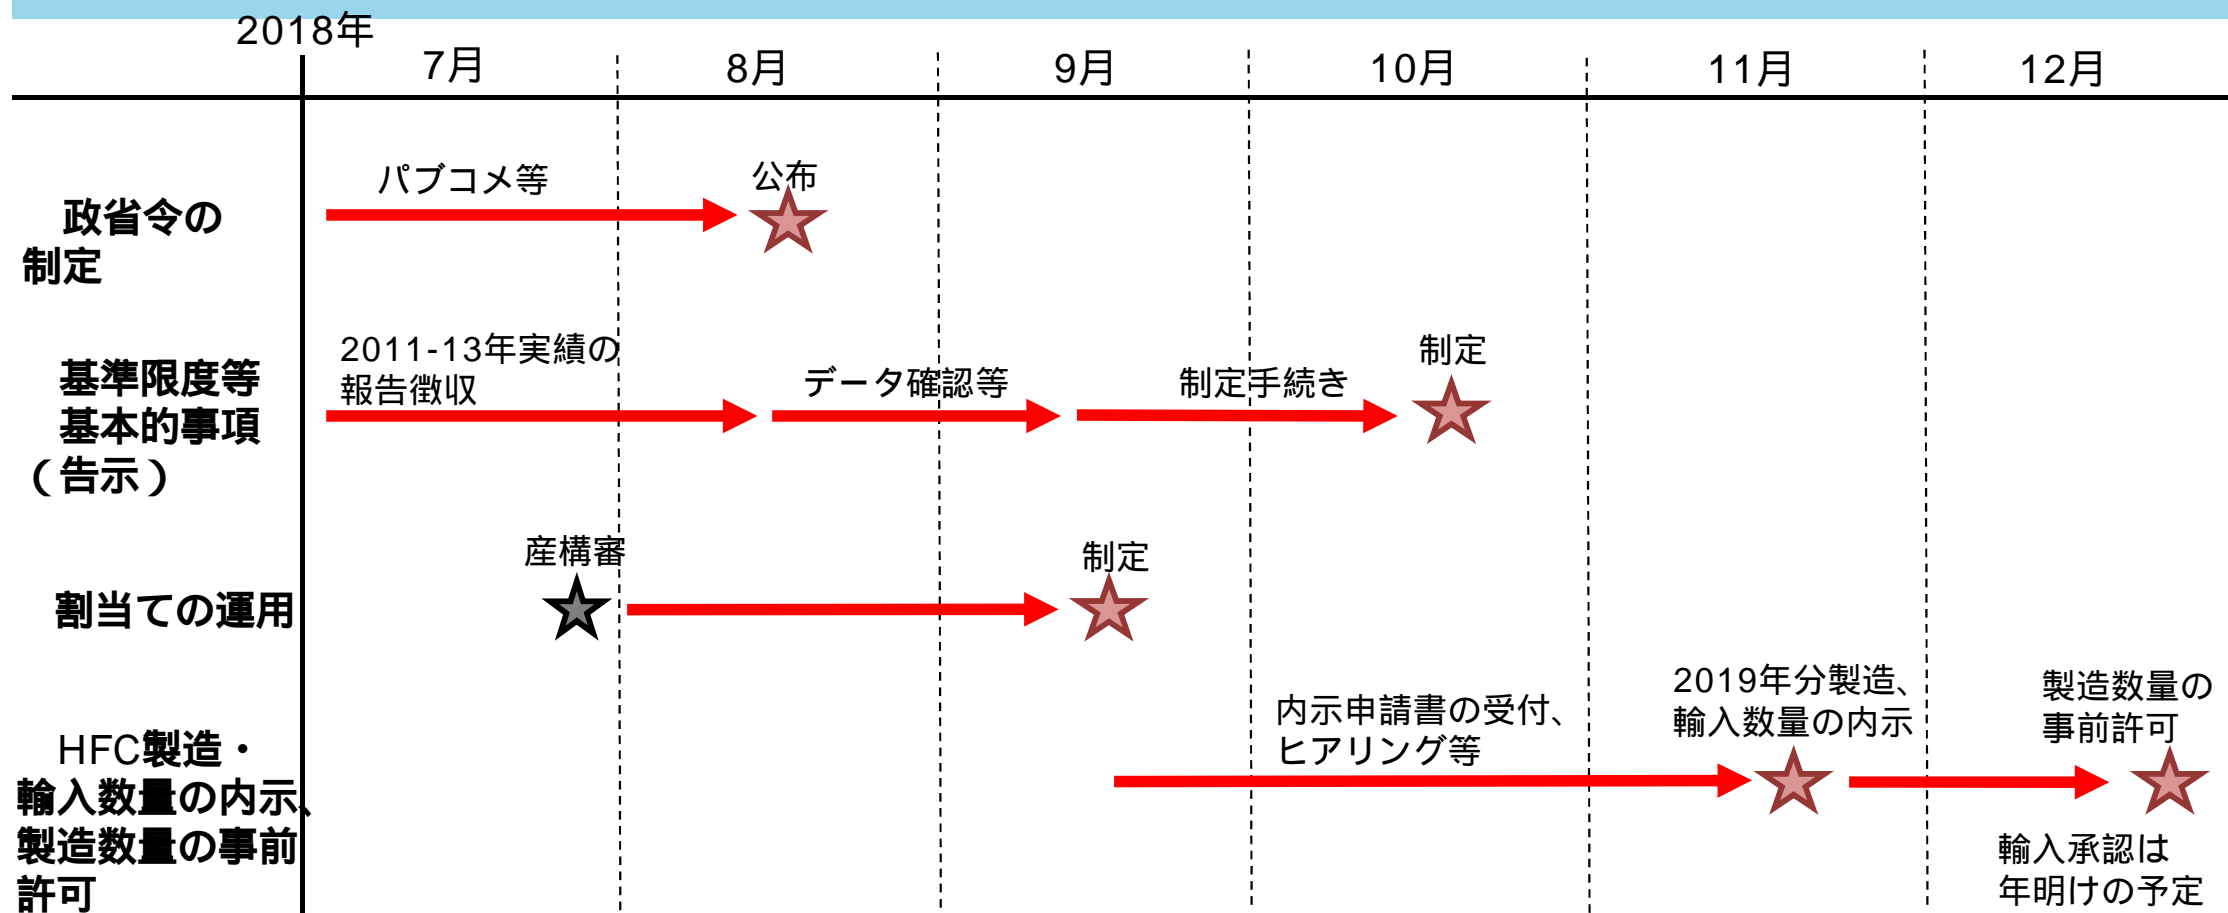 2018年
7月
8月
9月
10月
11月
12月
政省令の
制定
パブコメ等
公布
基準限度等
基本的事項
（告示）
2011-13年実績の
報告徴収
データ確認等
制定手続き
制定
割当ての運用
産構審
制定
HFC製造・
輸入数量の内示、
製造数量の事前
許可
内示申請書の受付、
ヒアリング等
2019年分製造、
輸入数量の内示
製造数量の
事前許可
輸入承認は
年明けの予定